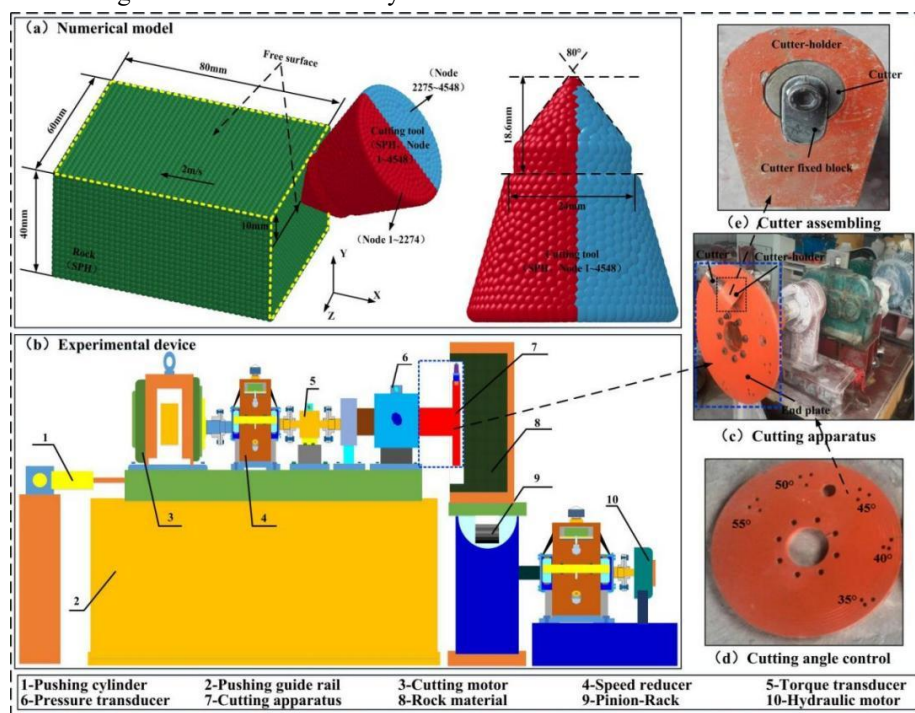 (a) Numerical model
Free surface
80mm
60mm
40mm
2m/s
10mm
Rock
(SPH)
(Node
2275~4548)
Cutting tool
(SPH, Node
1~4548)
(Node 1~2274)
Y
X
Z
80°
18.6mm
Cutting tool
(SPH, Node 1~4548)
Cutter-holder
Cutter
Cutter fixed block
(e) Cutter assembling
Cutter
Cutter-holder
End plate
(c) Cutting apparatus
50°
45°
55°
40°
35°
(d) Cutting angle control
(b) Experimental device
1
2
3
4
5
6
7
8
9
10
1-Pushing cylinder 2-Pushing guide rail 3-Cutting motor 4-Speed reducer 5-Torque transducer
6-Pressure transducer 7-Cutting apparatus 8-Rock material 9-Pinion-Rack 10-Hydraulic motor